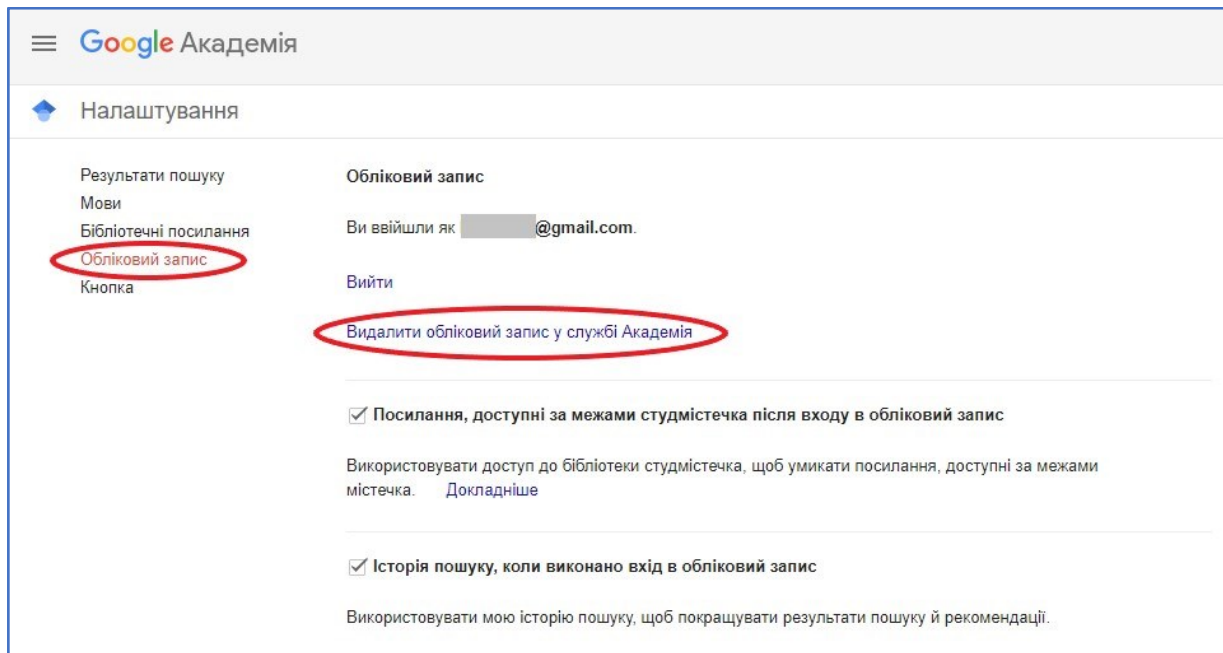 Google Академія
Налаштування
Результати пошуку
Мови
Бібліотечні посилання
Обліковий запис
Кнопка
Обліковий запис
Ви ввійшли як @gmail.com.
Вийти
Видалити обліковий запис у службі Академія
Посилання, доступні за межами студмістечка після входу в обліковий запис
Використовувати доступ до бібліотеки студмістечка, щоб умикати посилання, доступні за межами
містечка. Докладніше
Історія пошуку, коли виконано вхід в обліковий запис
Використовувати мою історію пошуку, щоб покращувати результати пошуку й рекомендації.